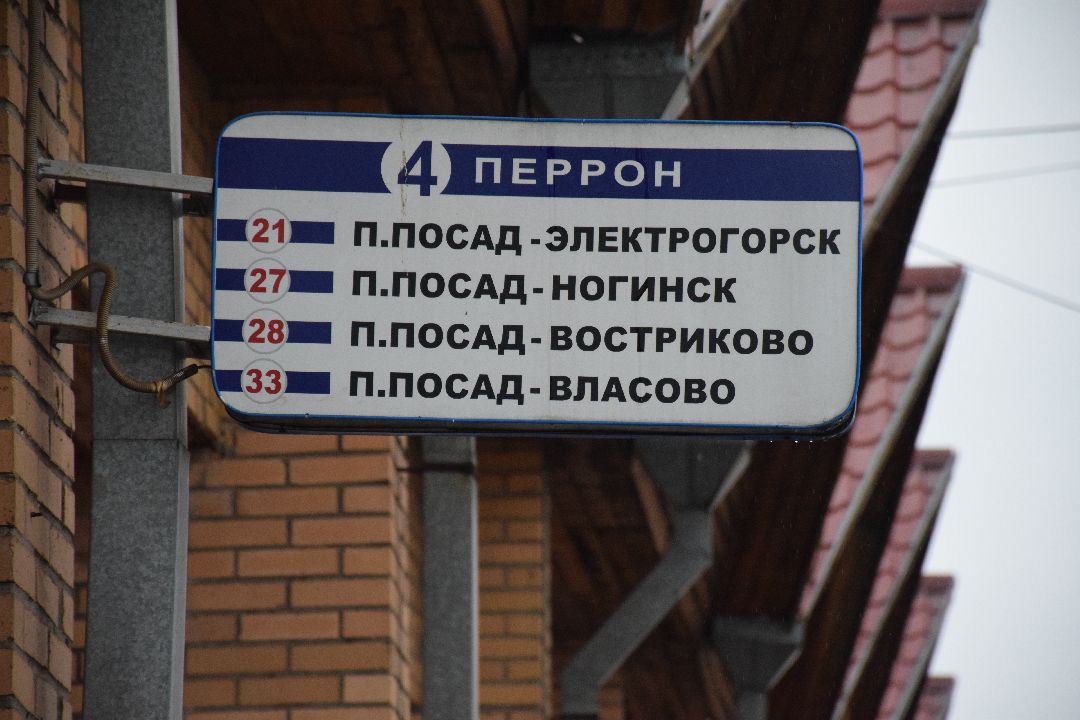 4 ПЕРРОН
21 П.ПОСАД-ЭЛЕКТРОГОРСК
27 П.ПОСАД-НОГИНСК
28 П.ПОСАД-ВОСТРИКОВО
33 П.ПОСАД-ВЛАСОВО